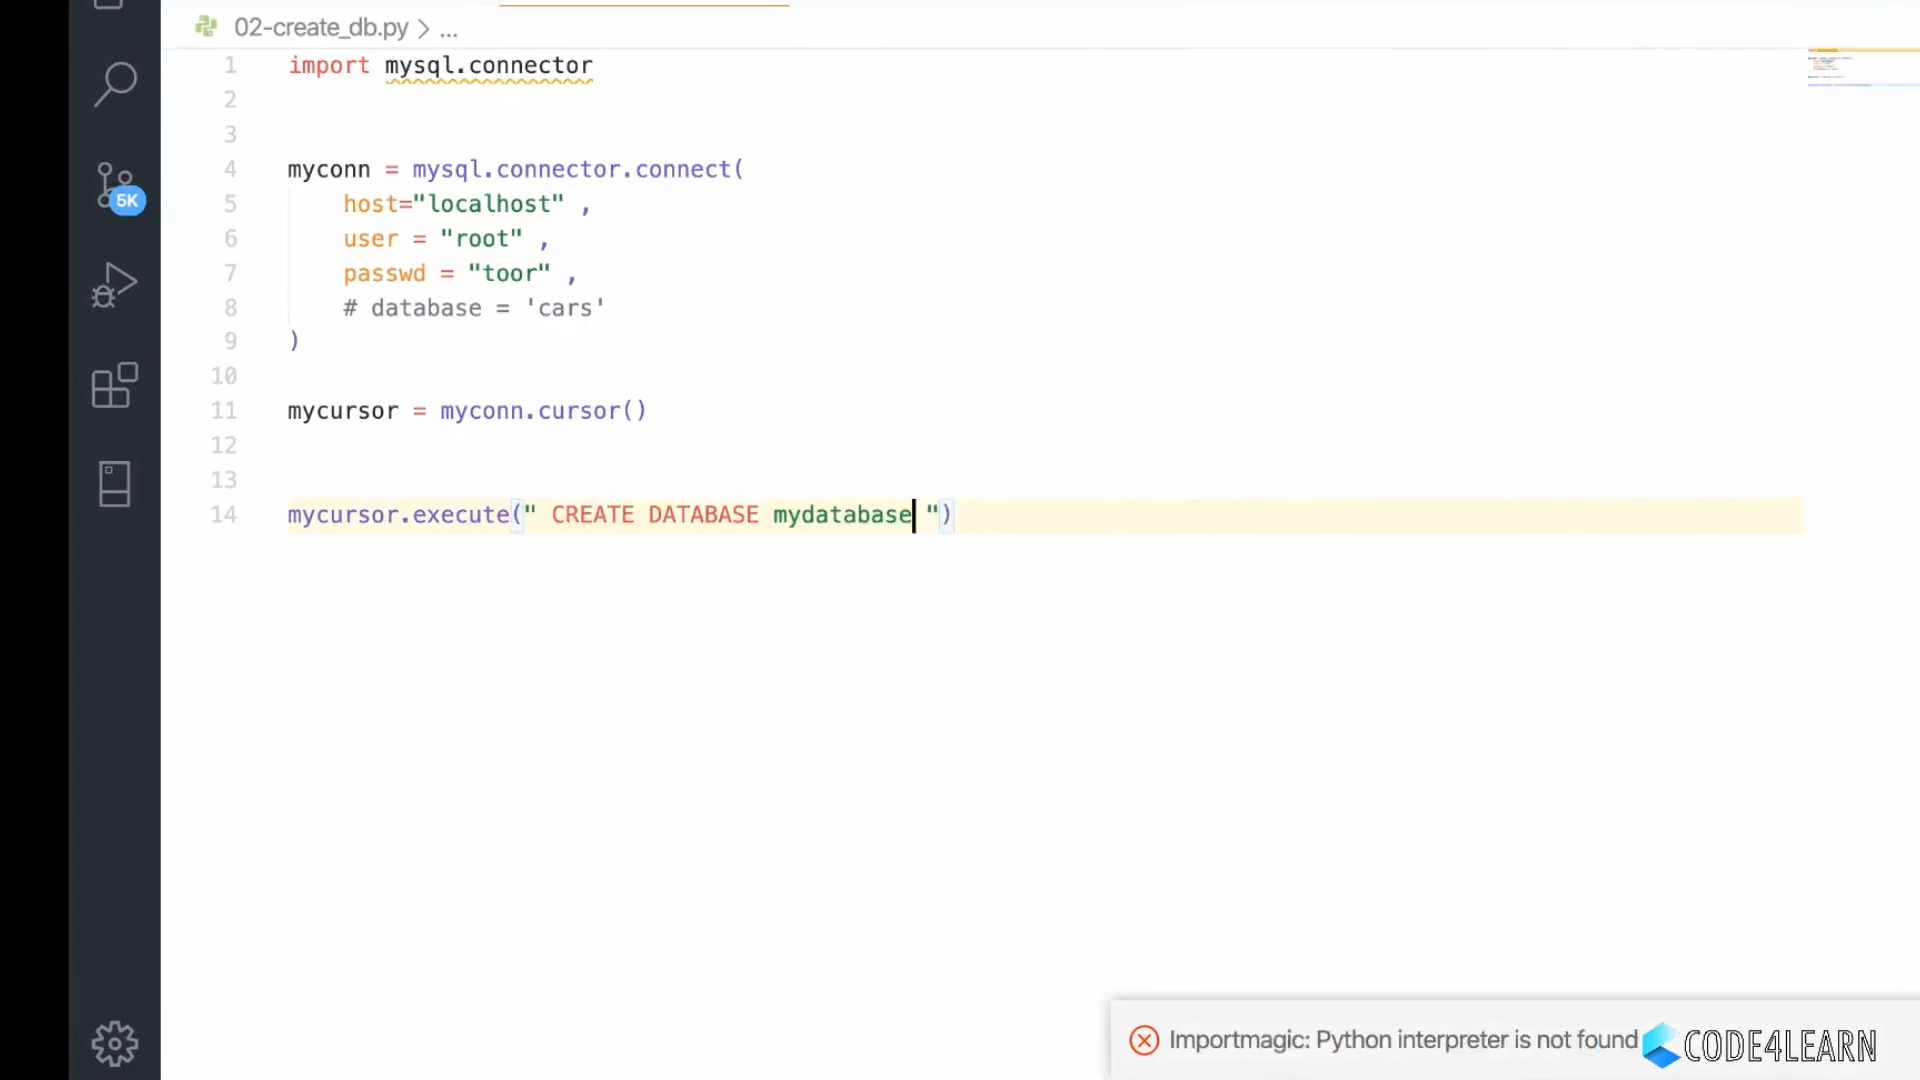 02-create_db.py > ...
1 import mysql.connector
2
3
4 myconn = mysql.connector.connect(
5 host="localhost" ,
6 user = "root" ,
7 passwd = "toor" ,
8 # database = 'cars'
9 )
10
11 mycursor = myconn.cursor()
12
13
14 mycursor.execute(" CREATE DATABASE mydatabase ")
5K
Importmagic: Python interpreter is not found
CODE4LEARN